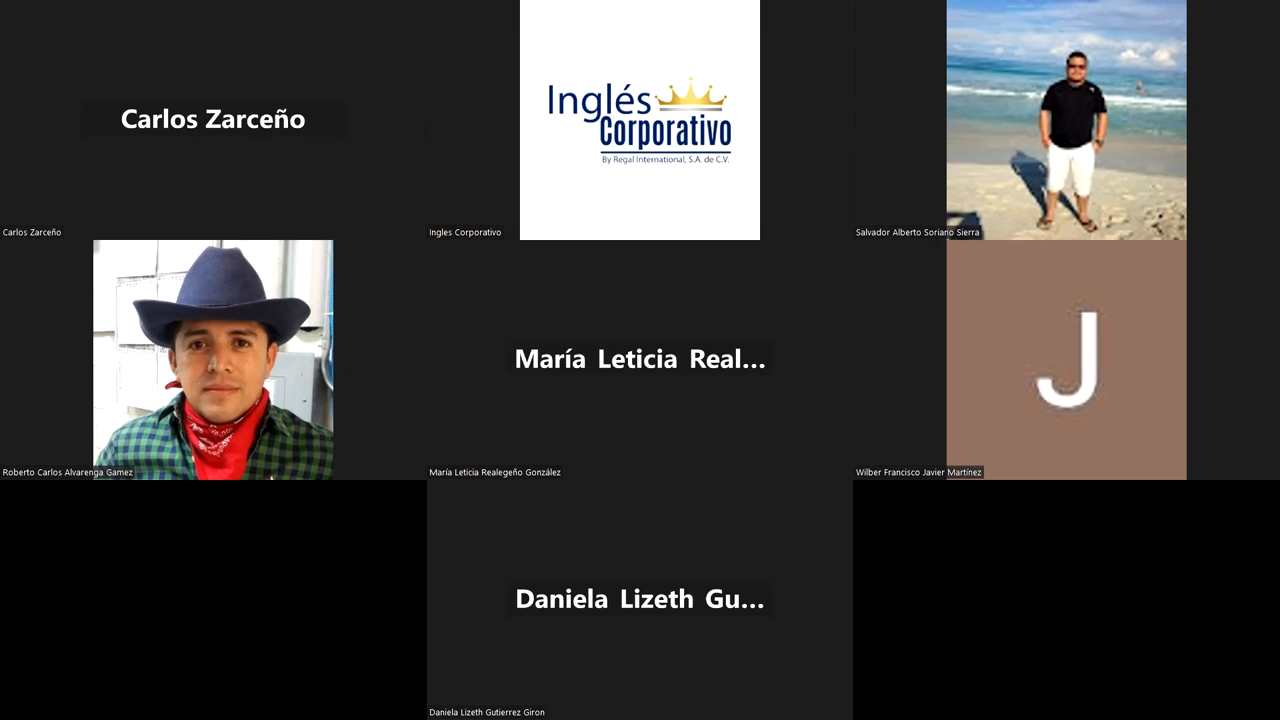 Carlos Zarceño
Carlos Zarceño
Inglés
Corporativo
By Regal International, S.A. de C.V.
Ingles Corporativo
Salvador Alberto Soriano Sierra
Roberto Carlos Alvarenga Gamez
María Leticia Real...
María Leticia Realegeño González
J
Wilber Francisco Javier Martínez
Daniela Lizeth Gu...
Daniela Lizeth Gutierrez Giron